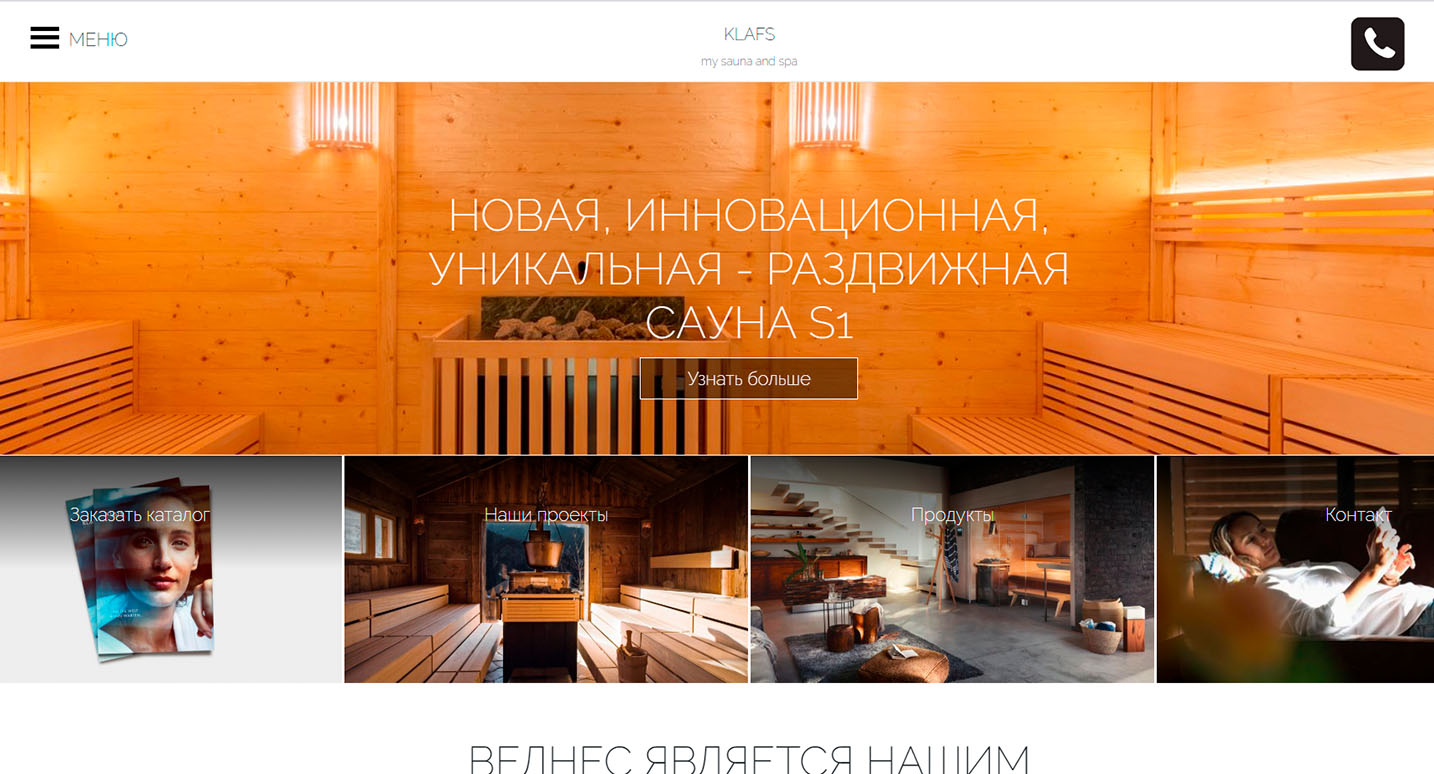 МЕНЮ
KLAFS
my sauna and spa
НОВАЯ, ИННОВАЦИОННАЯ,
УНИКАЛЬНАЯ - РАЗДВИЖНАЯ
САУНА S1
Узнать больше
Заказать каталог
Наши проекты
Продукты
Контакт
ВЕЛНЕС ЯВЛЯЕТСЯ НАШИМ